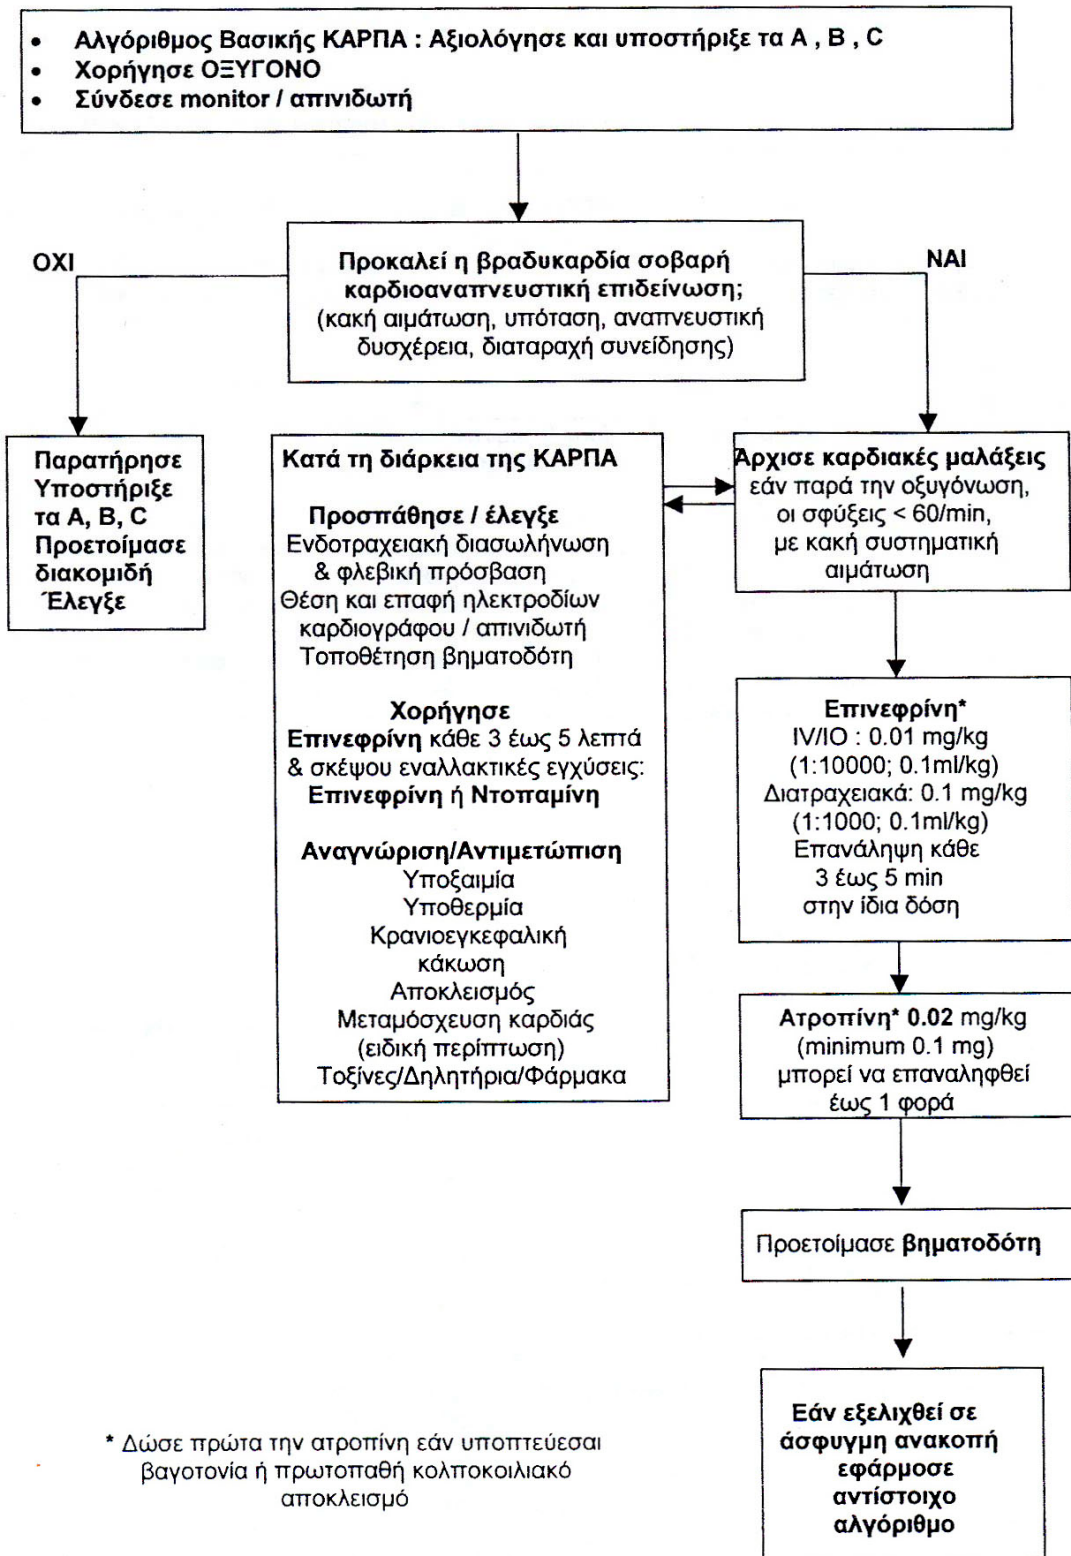 • Αλγόριθμος Βασικής ΚΑΡΠΑ : Αξιολόγησε και υποστήριξε τα A , B , C
• Χορήγησε ΟΞΥΓΟΝΟ
• Σύνδεσε monitor / απινιδωτή
Προκαλεί η βραδυκαρδία σοβαρή
καρδιοαναπνευστική επιδείνωση;
(κακή αιμάτωση, υπόταση, αναπνευστική
δυσχέρεια, διαταραχή συνείδησης)
ΟΧΙ
ΝΑΙ
Παρατήρησε
Υποστήριξε
τα A, B, C
Προετοίμασε
διακομιδή
Έλεγξε
Κατά τη διάρκεια της ΚΑΡΠΑ
Προσπάθησε / έλεγξε
Ενδοτραχειακή διασωλήνωση
& φλεβική πρόσβαση
Θέση και επαφή ηλεκτροδίων
καρδιογράφου / απινιδωτή
Τοποθέτηση βηματοδότη
Χορήγησε
Επινεφρίνη κάθε 3 έως 5 λεπτά
& σκέψου εναλλακτικές εγχύσεις:
Επινεφρίνη ή Ντοπαμίνη
Αναγνώριση/Αντιμετώπιση
Υποξαιμία
Υποθερμία
Κρανιοεγκεφαλική
κάκωση
Αποκλεισμός
Μεταμόσχευση καρδιάς
(ειδική περίπτωση)
Τοξίνες/Δηλητήρια/Φάρμακα
Άρχισε καρδιακές μαλάξεις
εάν παρά την οξυγόνωση,
οι σφύξεις < 60/min,
με κακή συστηματική
αιμάτωση
Επινεφρίνη*
IV/IO : 0.01 mg/kg
(1:10000; 0.1ml/kg)
Διατραχειακά: 0.1 mg/kg
(1:1000; 0.1ml/kg)
Επανάληψη κάθε
3 έως 5 min
στην ίδια δόση
Ατροπίνη* 0.02 mg/kg
(minimum 0.1 mg)
μπορεί να επαναληφθεί
έως 1 φορά
Προετοίμασε βηματοδότη
Εάν εξελιχθεί σε
άσφυγμη ανακοπή
εφάρμοσε
αντίστοιχο
αλγόριθμο
* Δώσε πρώτα την ατροπίνη εάν υποπτεύεσαι
βαγοτονία ή πρωτοπαθή κολποκοιλιακό
αποκλεισμό